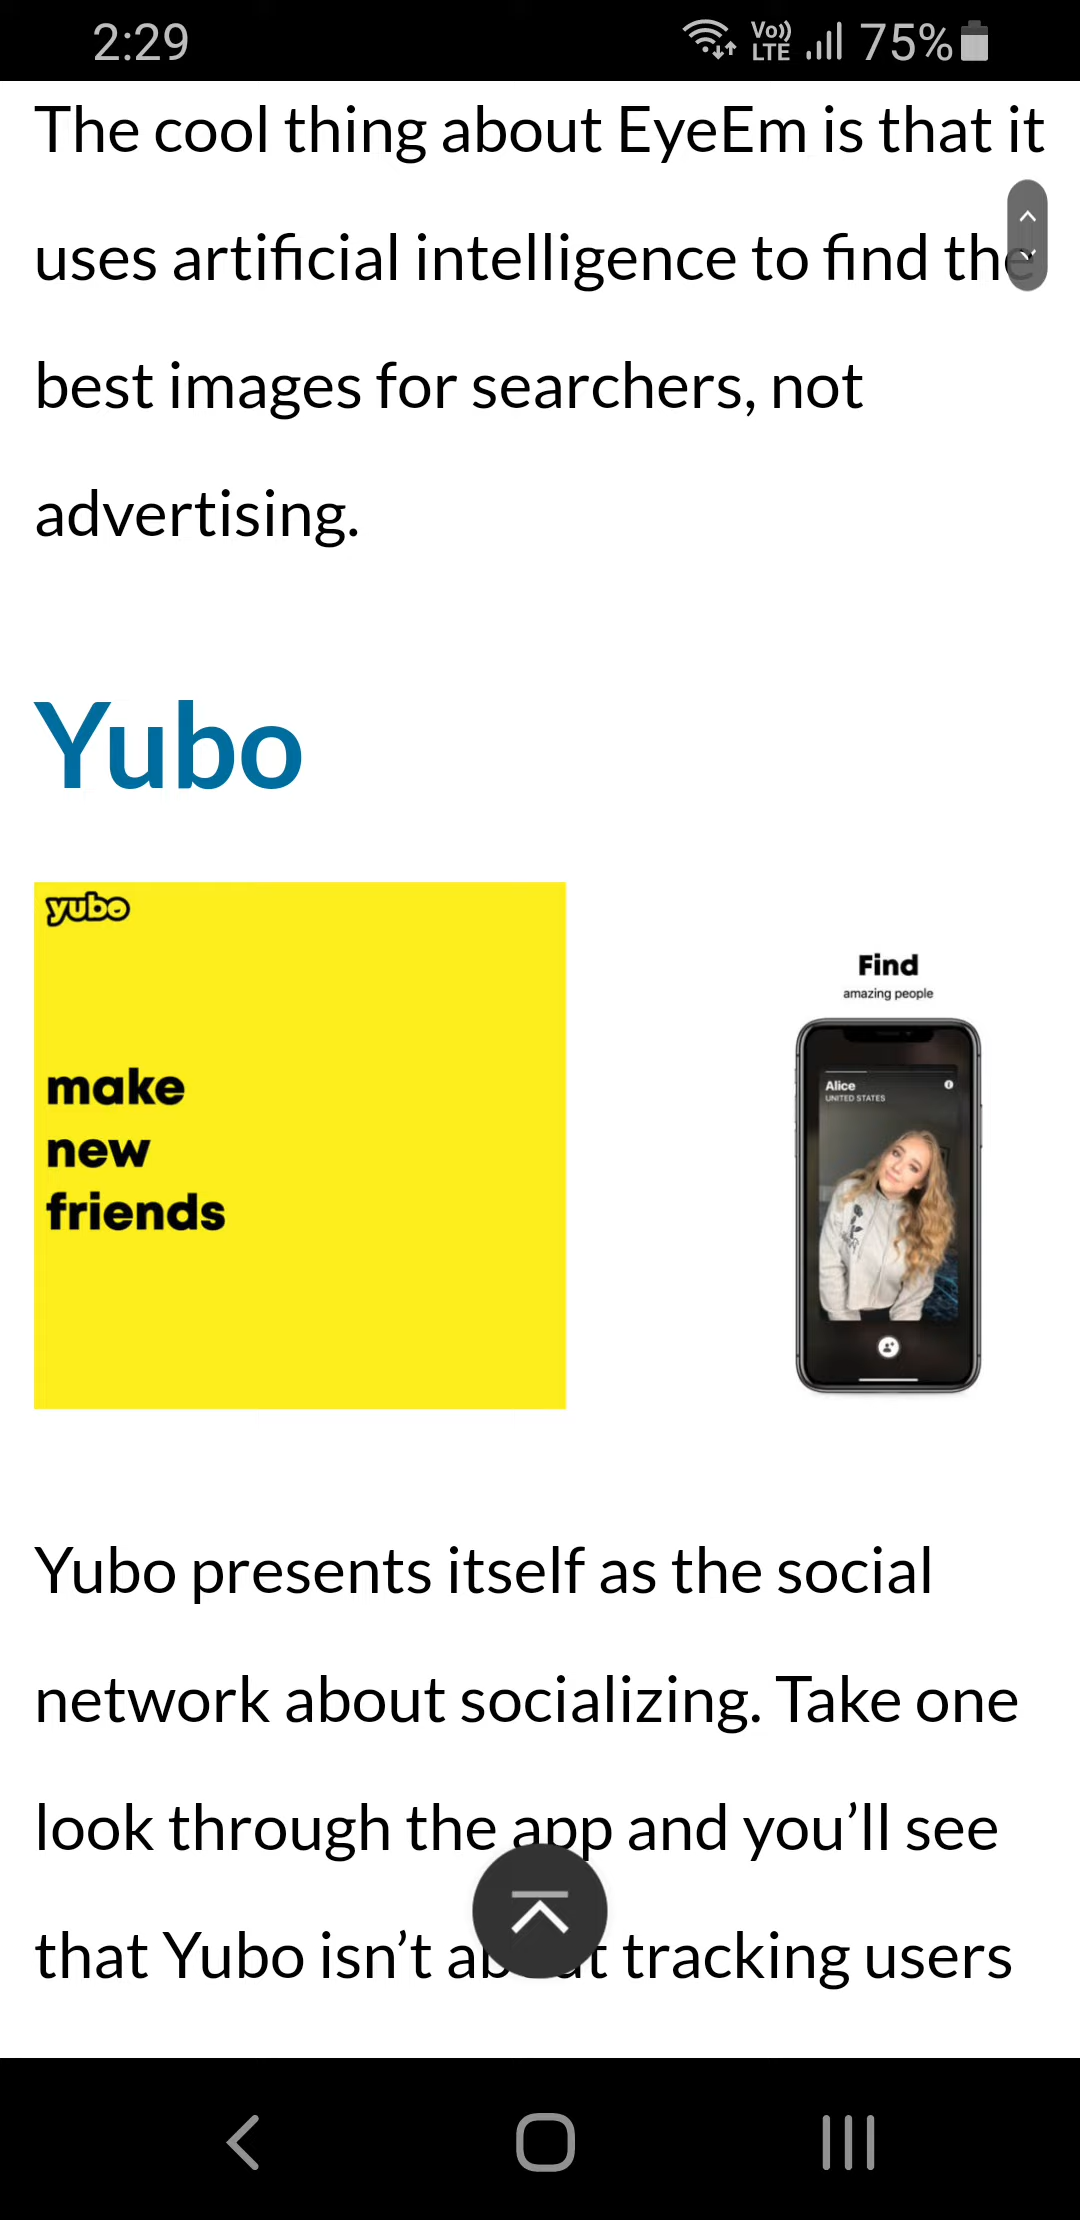 2:29
Vo)) LTE 75%
The cool thing about EyeEm is that it
uses artificial intelligence to find the
best images for searchers, not
advertising.
Yubo
yubo
make
new
friends
Find
amazing people
Alice
UNITED STATES
Yubo presents itself as the social
network about socializing. Take one
look through the app and you’ll see
that Yubo isn’t about tracking users